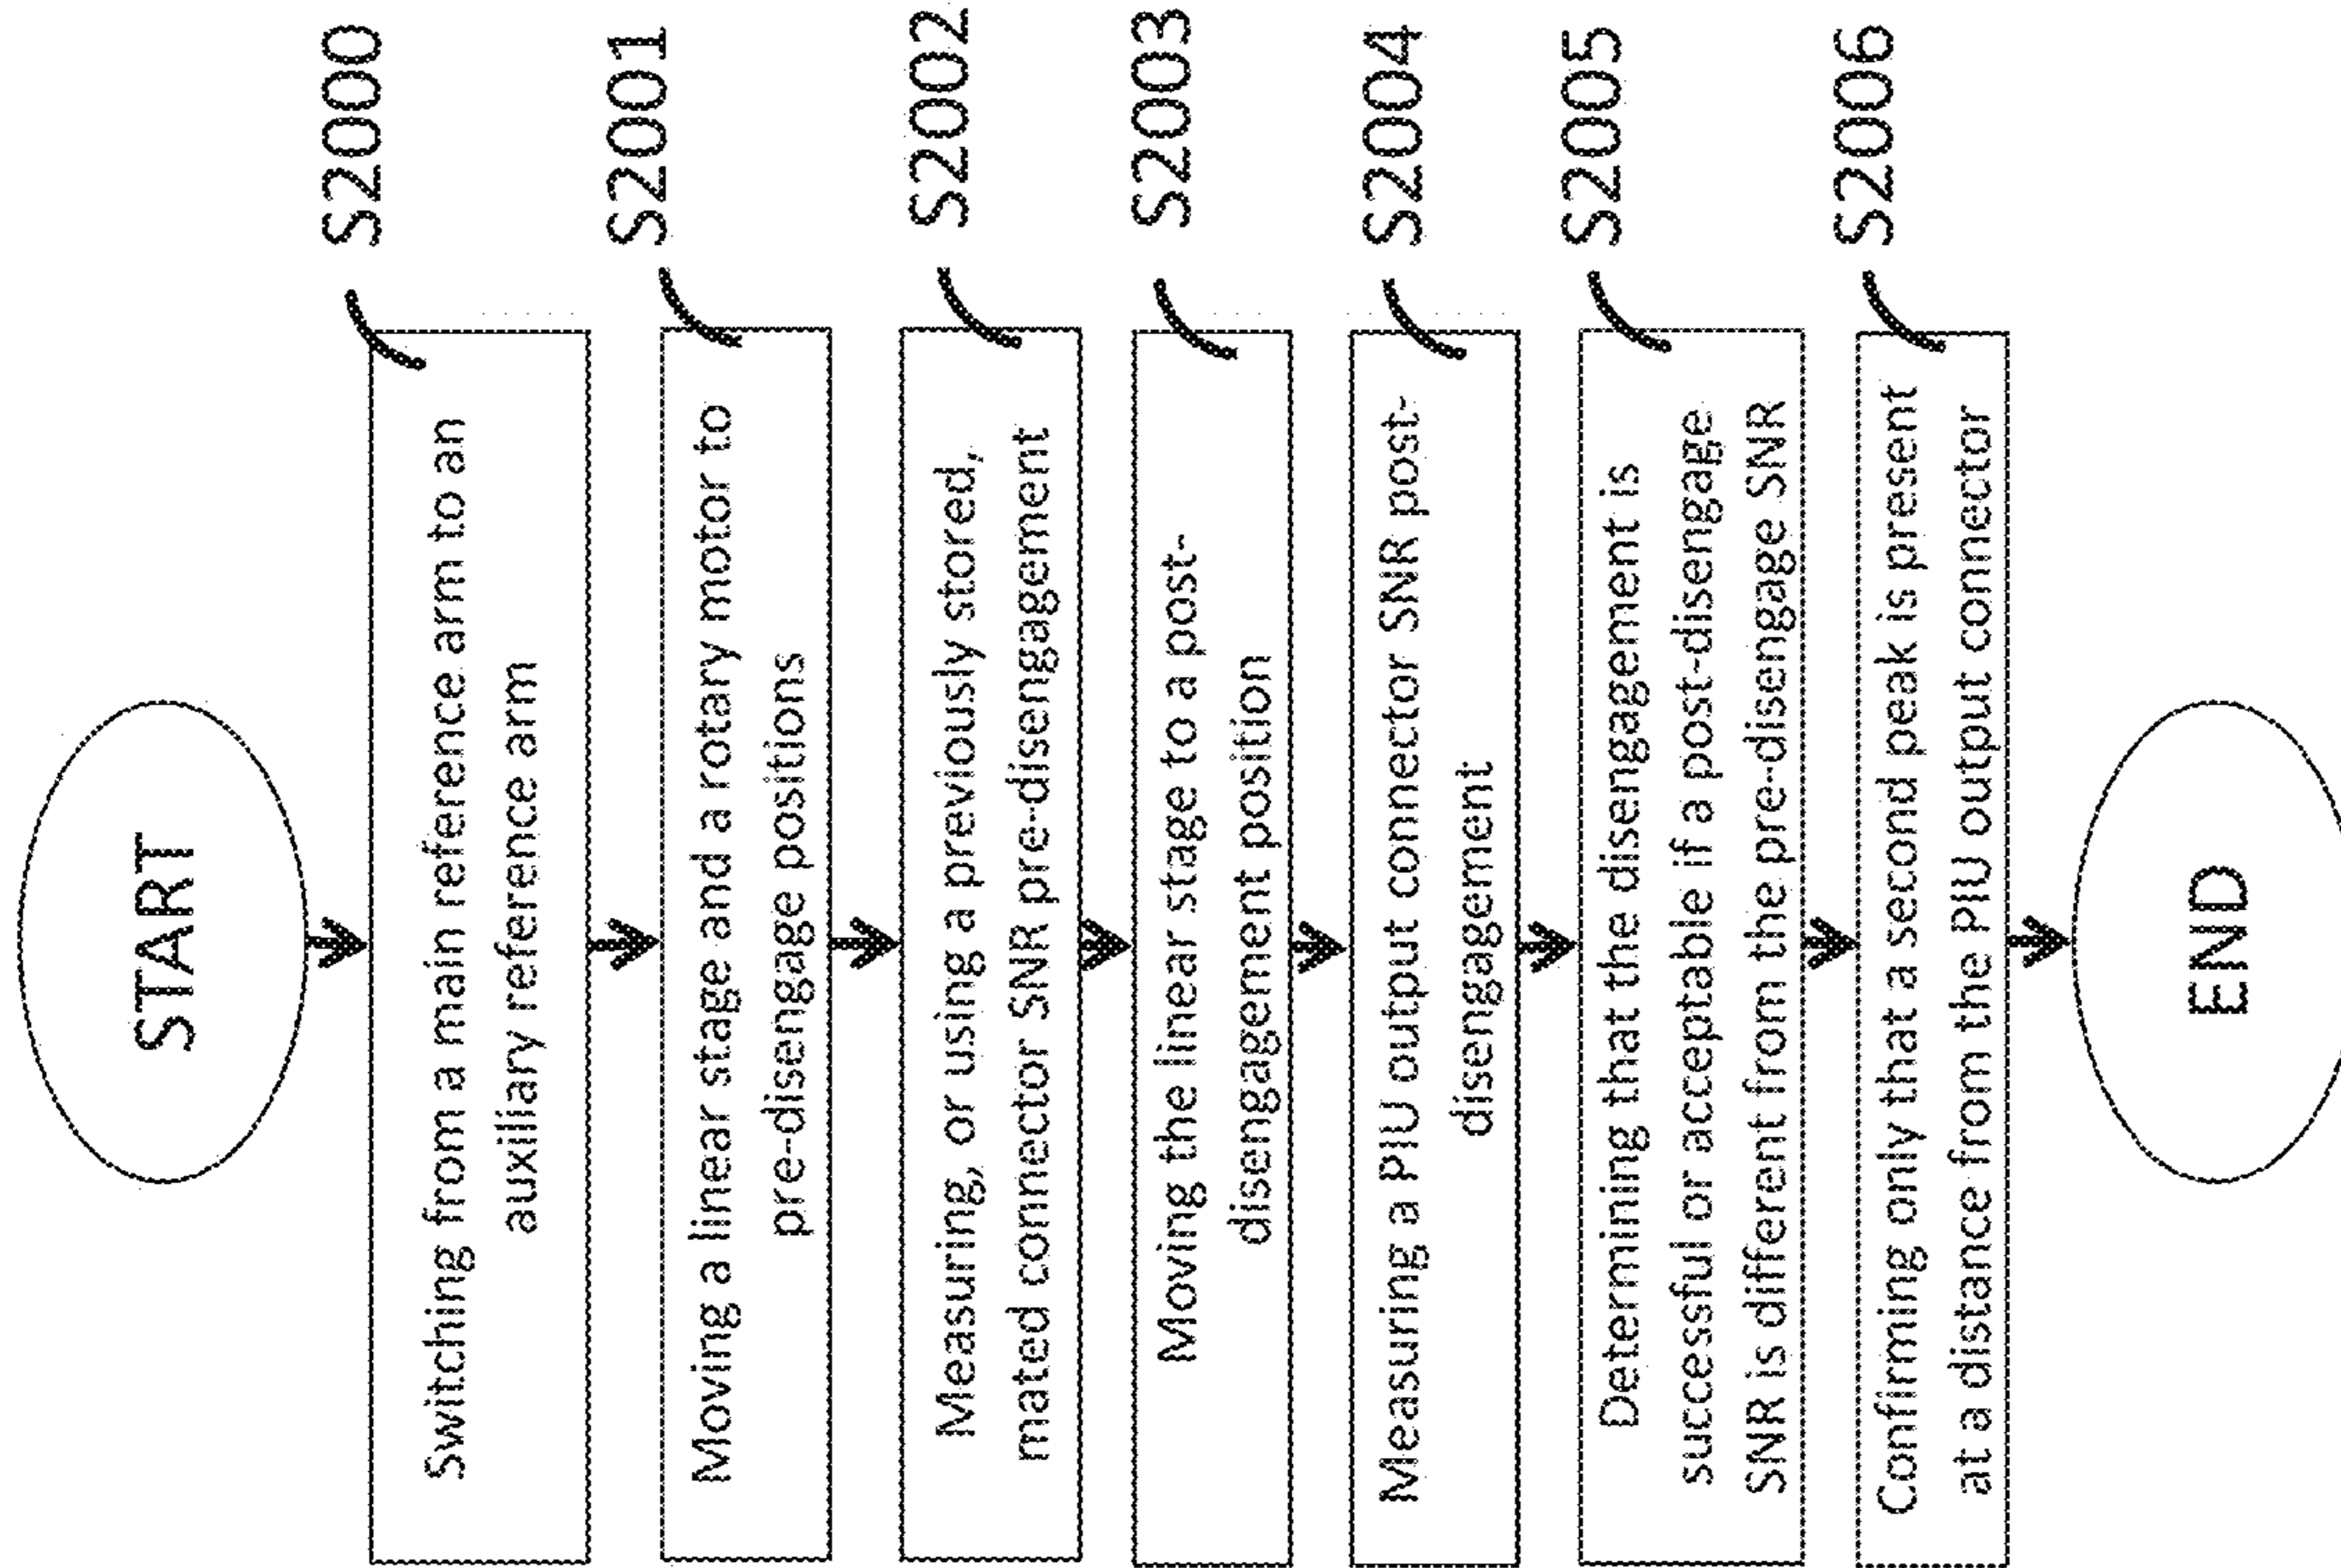 START
S2000
Switching from a main reference arm to an
auxiliary reference arm
S2001
Moving a linear stage and a rotary motor to
pre-disengage positions
S2002
Measuring, or using a previously stored,
mated connector SNR pre-disengagement
S2003
Moving the linear stage to a post-
disengagement position
S2004
Measuring a PIU output connector SNR post-
disengagement
S2005
Determining that the disengagement is
successful or acceptable if a post-disengage
SNR is different from the pre-disengage SNR
S2006
Confirming only that a second peak is present
at a distance from the PIU output connector
END